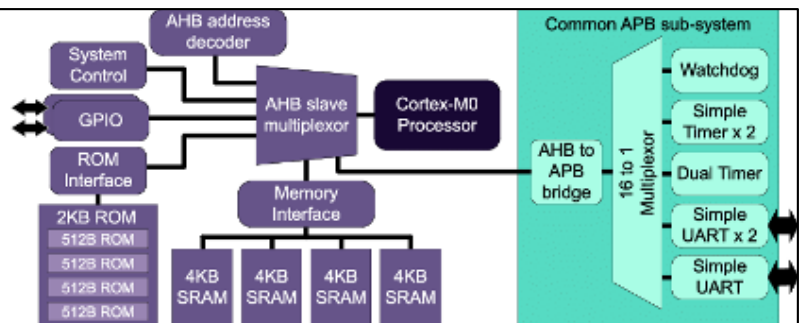 AHB address
decoder
System
Control
GPIO
ROM
Interface
2KB ROM
512B ROM
512B ROM
512B ROM
512B ROM
AHB slave
multiplexor
Cortex-M0
Processor
Memory
Interface
4KB
SRAM
4KB
SRAM
4KB
SRAM
4KB
SRAM
Common APB sub-system
AHB to
APB
bridge
16 to 1
Multiplexor
Watchdog
Simple
Timer x 2
Dual Timer
Simple
UART x 2
Simple
UART